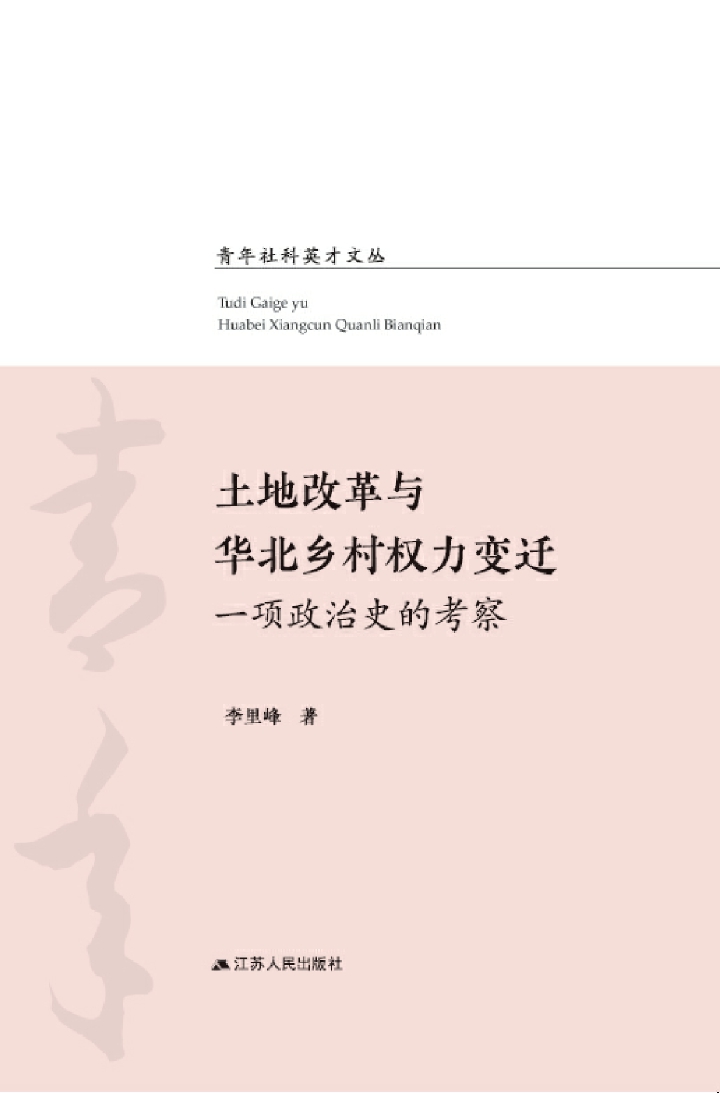 青年社科英才文丛
Tudi Gaige yu
Huabei Xiangcun Quanli Bianqian
土地改革与
华北乡村权力变迁
一项政治史的考察
李里峰 著
江苏人民出版社
青年